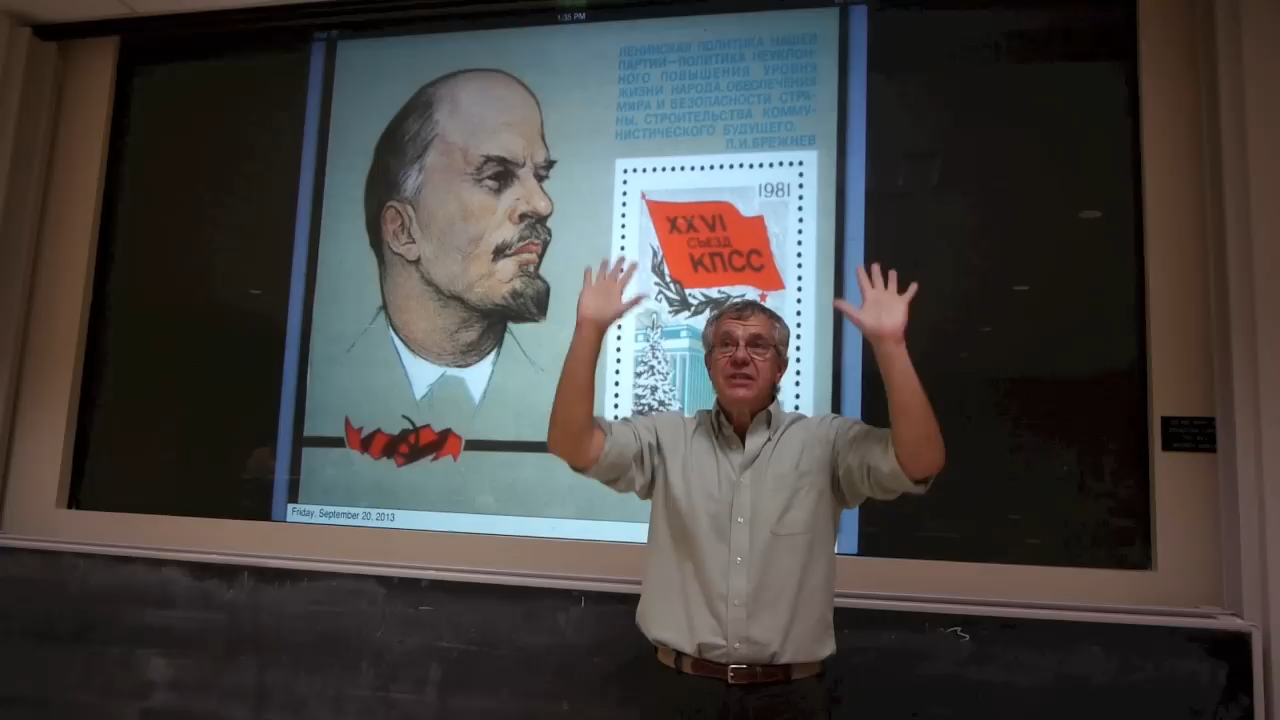 1:35 PM
ЛЕНИНСКАЯ ПОЛИТИКА НАШЕЙ
ПАРТИИ—ПОЛИТИКА НЕУКЛОН-
НОГО ПОВЫШЕНИЯ УРОВНЯ
ЖИЗНИ НАРОДА, ОБЕСПЕЧЕНИЯ
МИРА И БЕЗОПАСНОСТИ СТРА-
НЫ, СТРОИТЕЛЬСТВА КОММУ-
НИСТИЧЕСКОГО БУДУЩЕГО.
Л.И.БРЕЖНЕВ
1981
XXVI
СЪЕЗД
КПСС
Friday, September 20, 2013